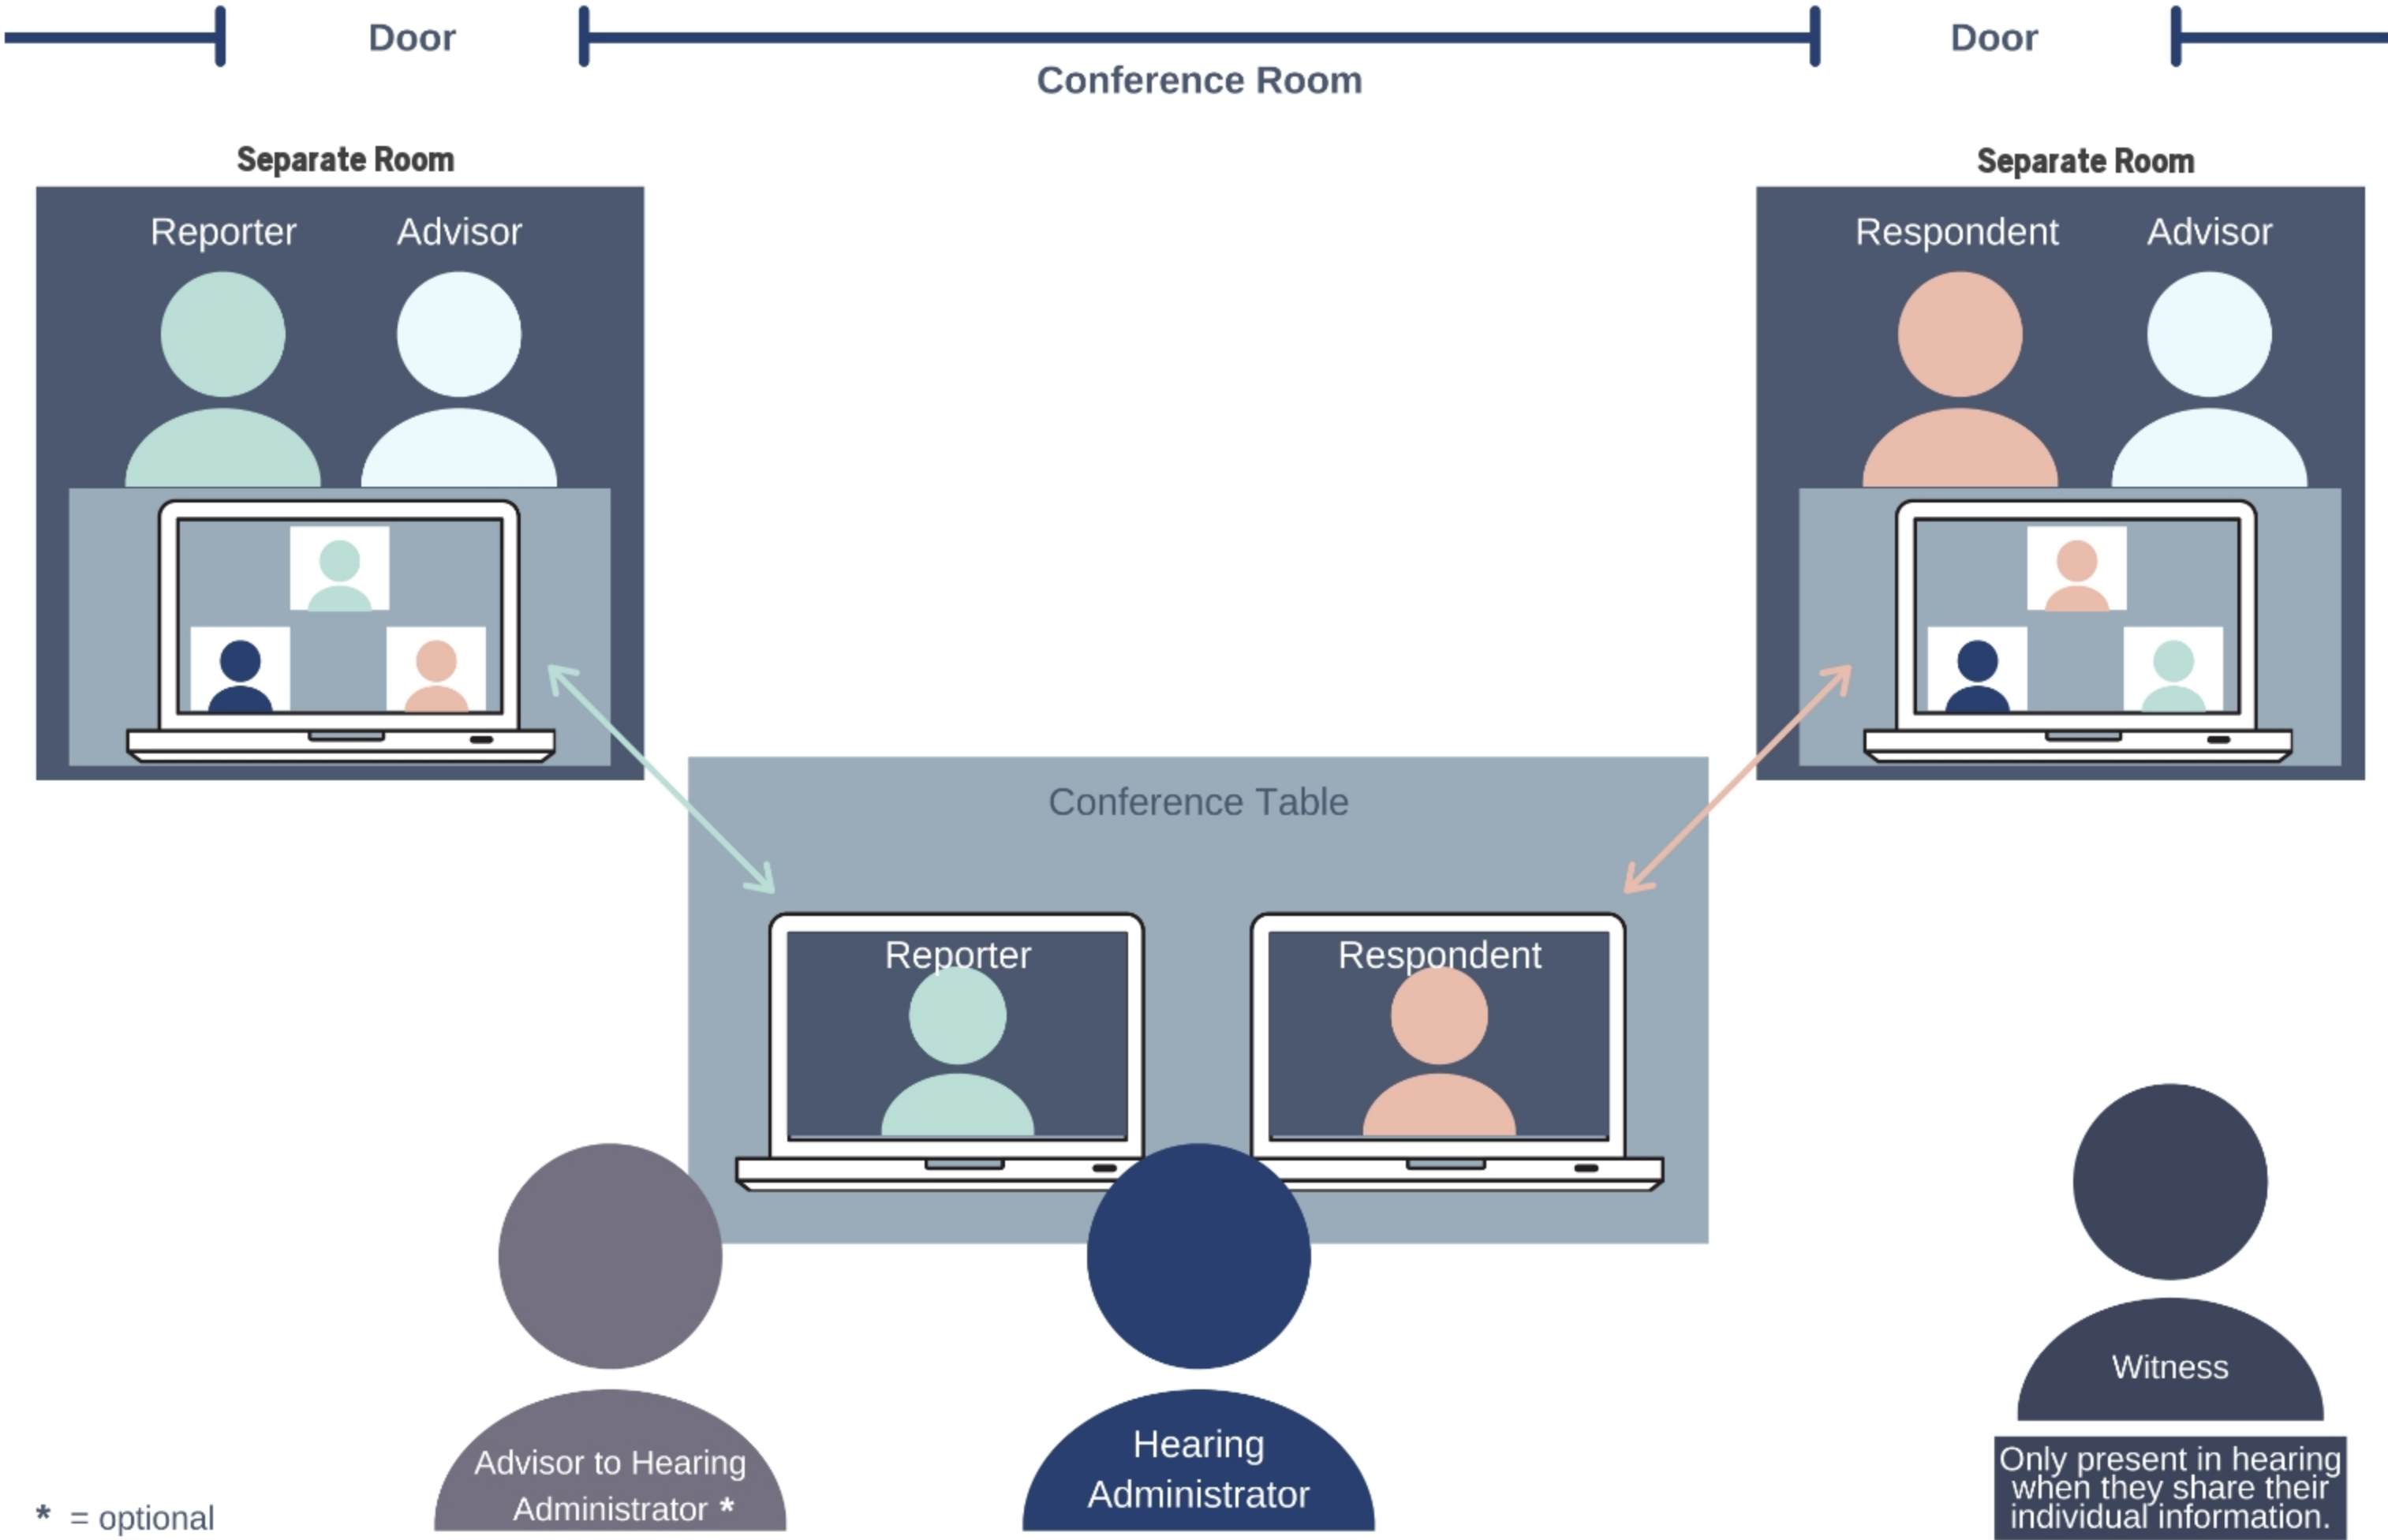 Door
Door
Conference Room
Separate Room
Separate Room
Reporter
Advisor
Respondent
Advisor
Conference Table
Reporter
Respondent
Witness
Advisor to Hearing
Administrator *
Hearing
Administrator
Only present in hearing
when they share their
individual information.
* = optional